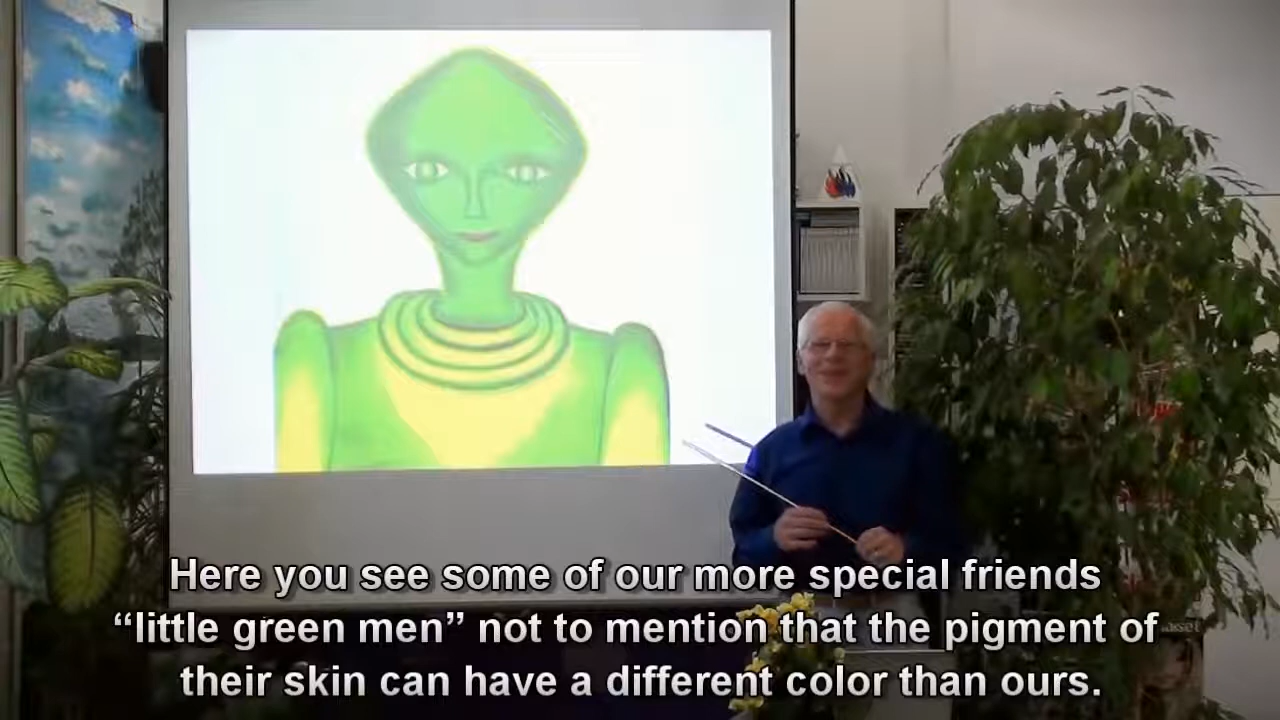 Here you see some of our more special friends
“little green men” not to mention that the pigment of
their skin can have a different color than ours.